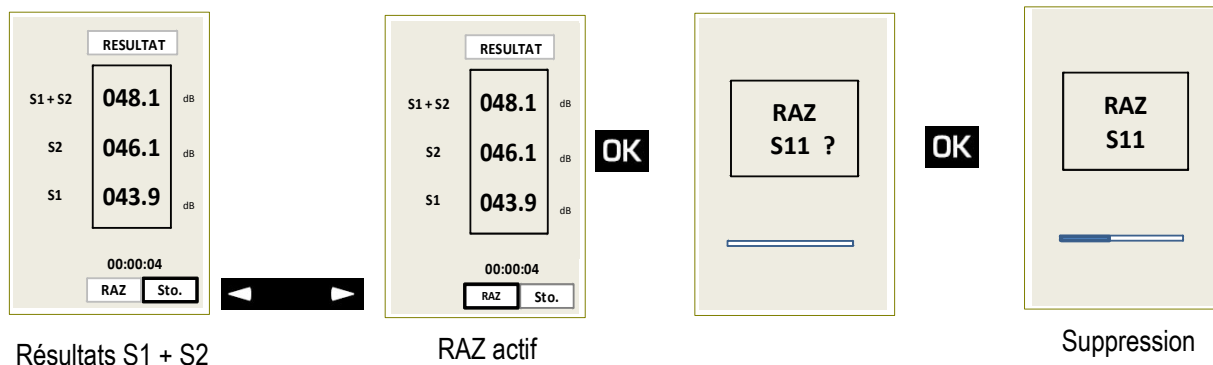 RESULTAT
S1 + S2 048.1 dB
S2 046.1 dB
S1 043.9 dB
00:00:04
RAZ Sto.
Résultats S1 + S2
RESULTAT
S1 + S2 048.1 dB
S2 046.1 dB
S1 043.9 dB
00:00:04
RAZ Sto.
RAZ actif
OK
RAZ
S11 ?
OK
RAZ
S11
Suppression